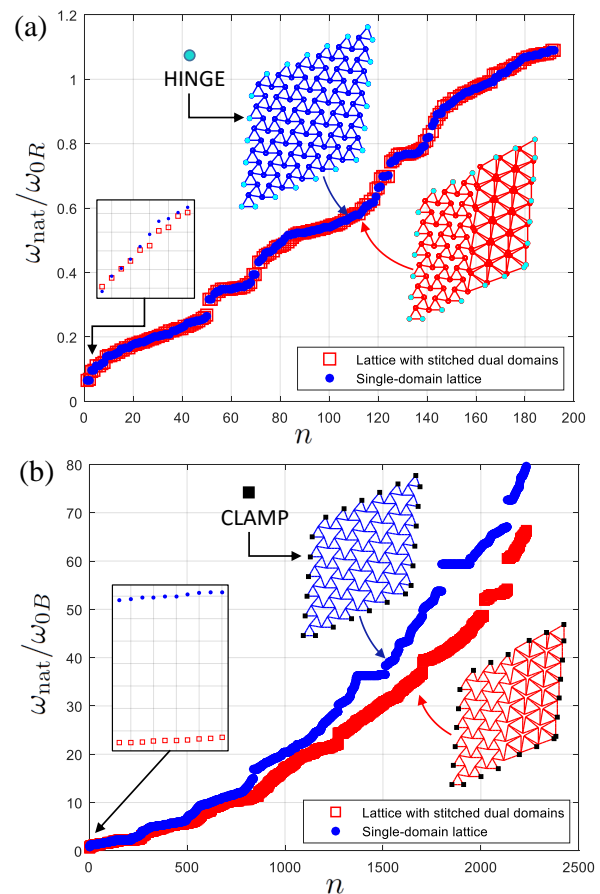 (a)
1.2
1
0.8
0.6
0.4
0.2
0
ω_nat/ω_0R
HINGE
Lattice with stitched dual domains
Single-domain lattice
0 20 40 60 80 100 120 140 160 180 200
n
(b)
80
70
60
50
40
30
20
10
0
ω_nat/ω_0B
CLAMP
Lattice with stitched dual domains
Single-domain lattice
0 500 1000 1500 2000 2500
n